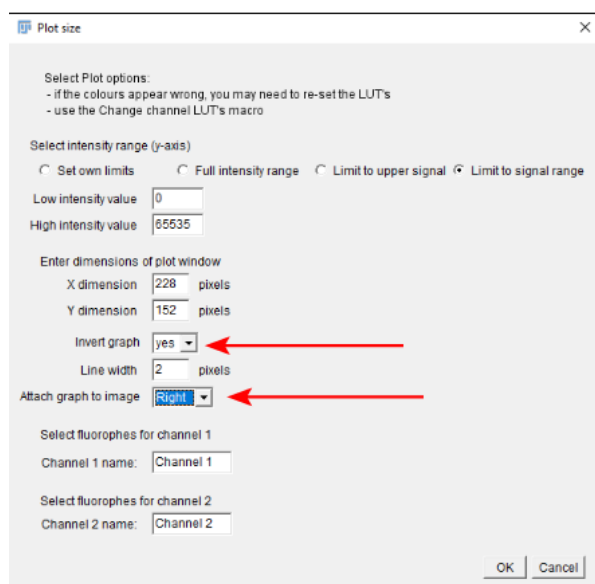 Plot size
Select Plot options:
- if the colours appear wrong, you may need to re-set the LUT's
- use the Change channel LUT's macro
Select intensity range (y-axis)
Set own limits Full intensity range Limit to upper signal Limit to signal range
Low intensity value 0
High intensity value 65535
Enter dimensions of plot window
X dimension 228 pixels
Y dimension 152 pixels
Invert graph yes
Line width 2 pixels
Attach graph to image Right
Select fluorophes for channel 1
Channel 1 name: Channel 1
Select fluorophes for channel 2
Channel 2 name: Channel 2
OK Cancel